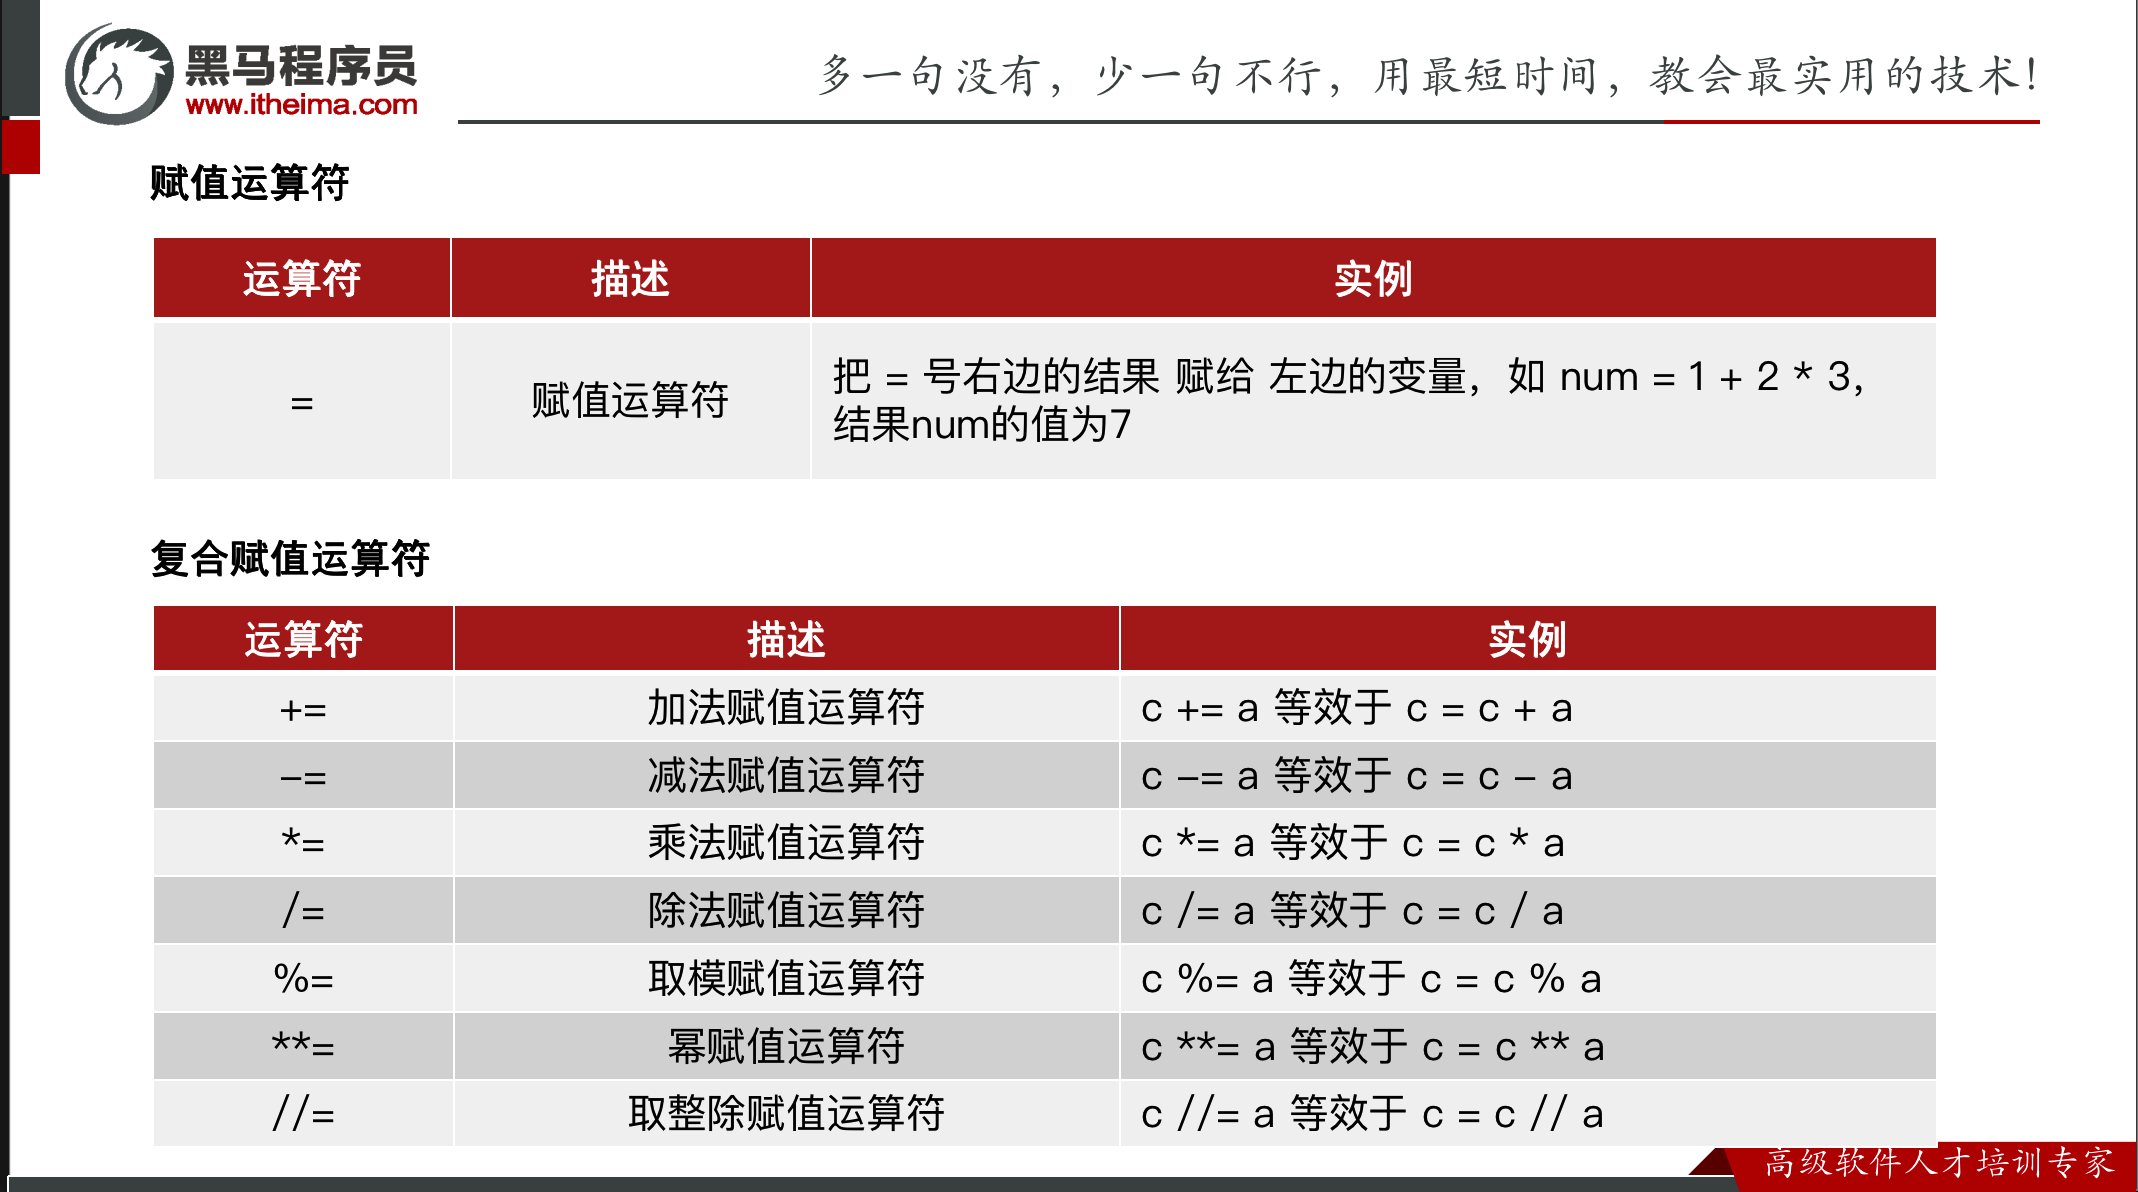 黑马程序员
www.itheima.com
多一句没有，少一句不行，用最短时间，教会最实用的技术！
赋值运算符
运算符 描述 实例
= 赋值运算符 把 = 号右边的结果 赋给 左边的变量，如 num = 1 + 2 * 3，
结果num的值为7
复合赋值运算符
运算符 描述 实例
+= 加法赋值运算符 c += a 等效于 c = c + a
-= 减法赋值运算符 c -= a 等效于 c = c - a
*= 乘法赋值运算符 c *= a 等效于 c = c * a
/= 除法赋值运算符 c /= a 等效于 c = c / a
%= 取模赋值运算符 c %= a 等效于 c = c % a
**= 幂赋值运算符 c **= a 等效于 c = c ** a
//= 取整除赋值运算符 c //= a 等效于 c = c // a
高级软件人才培训专家